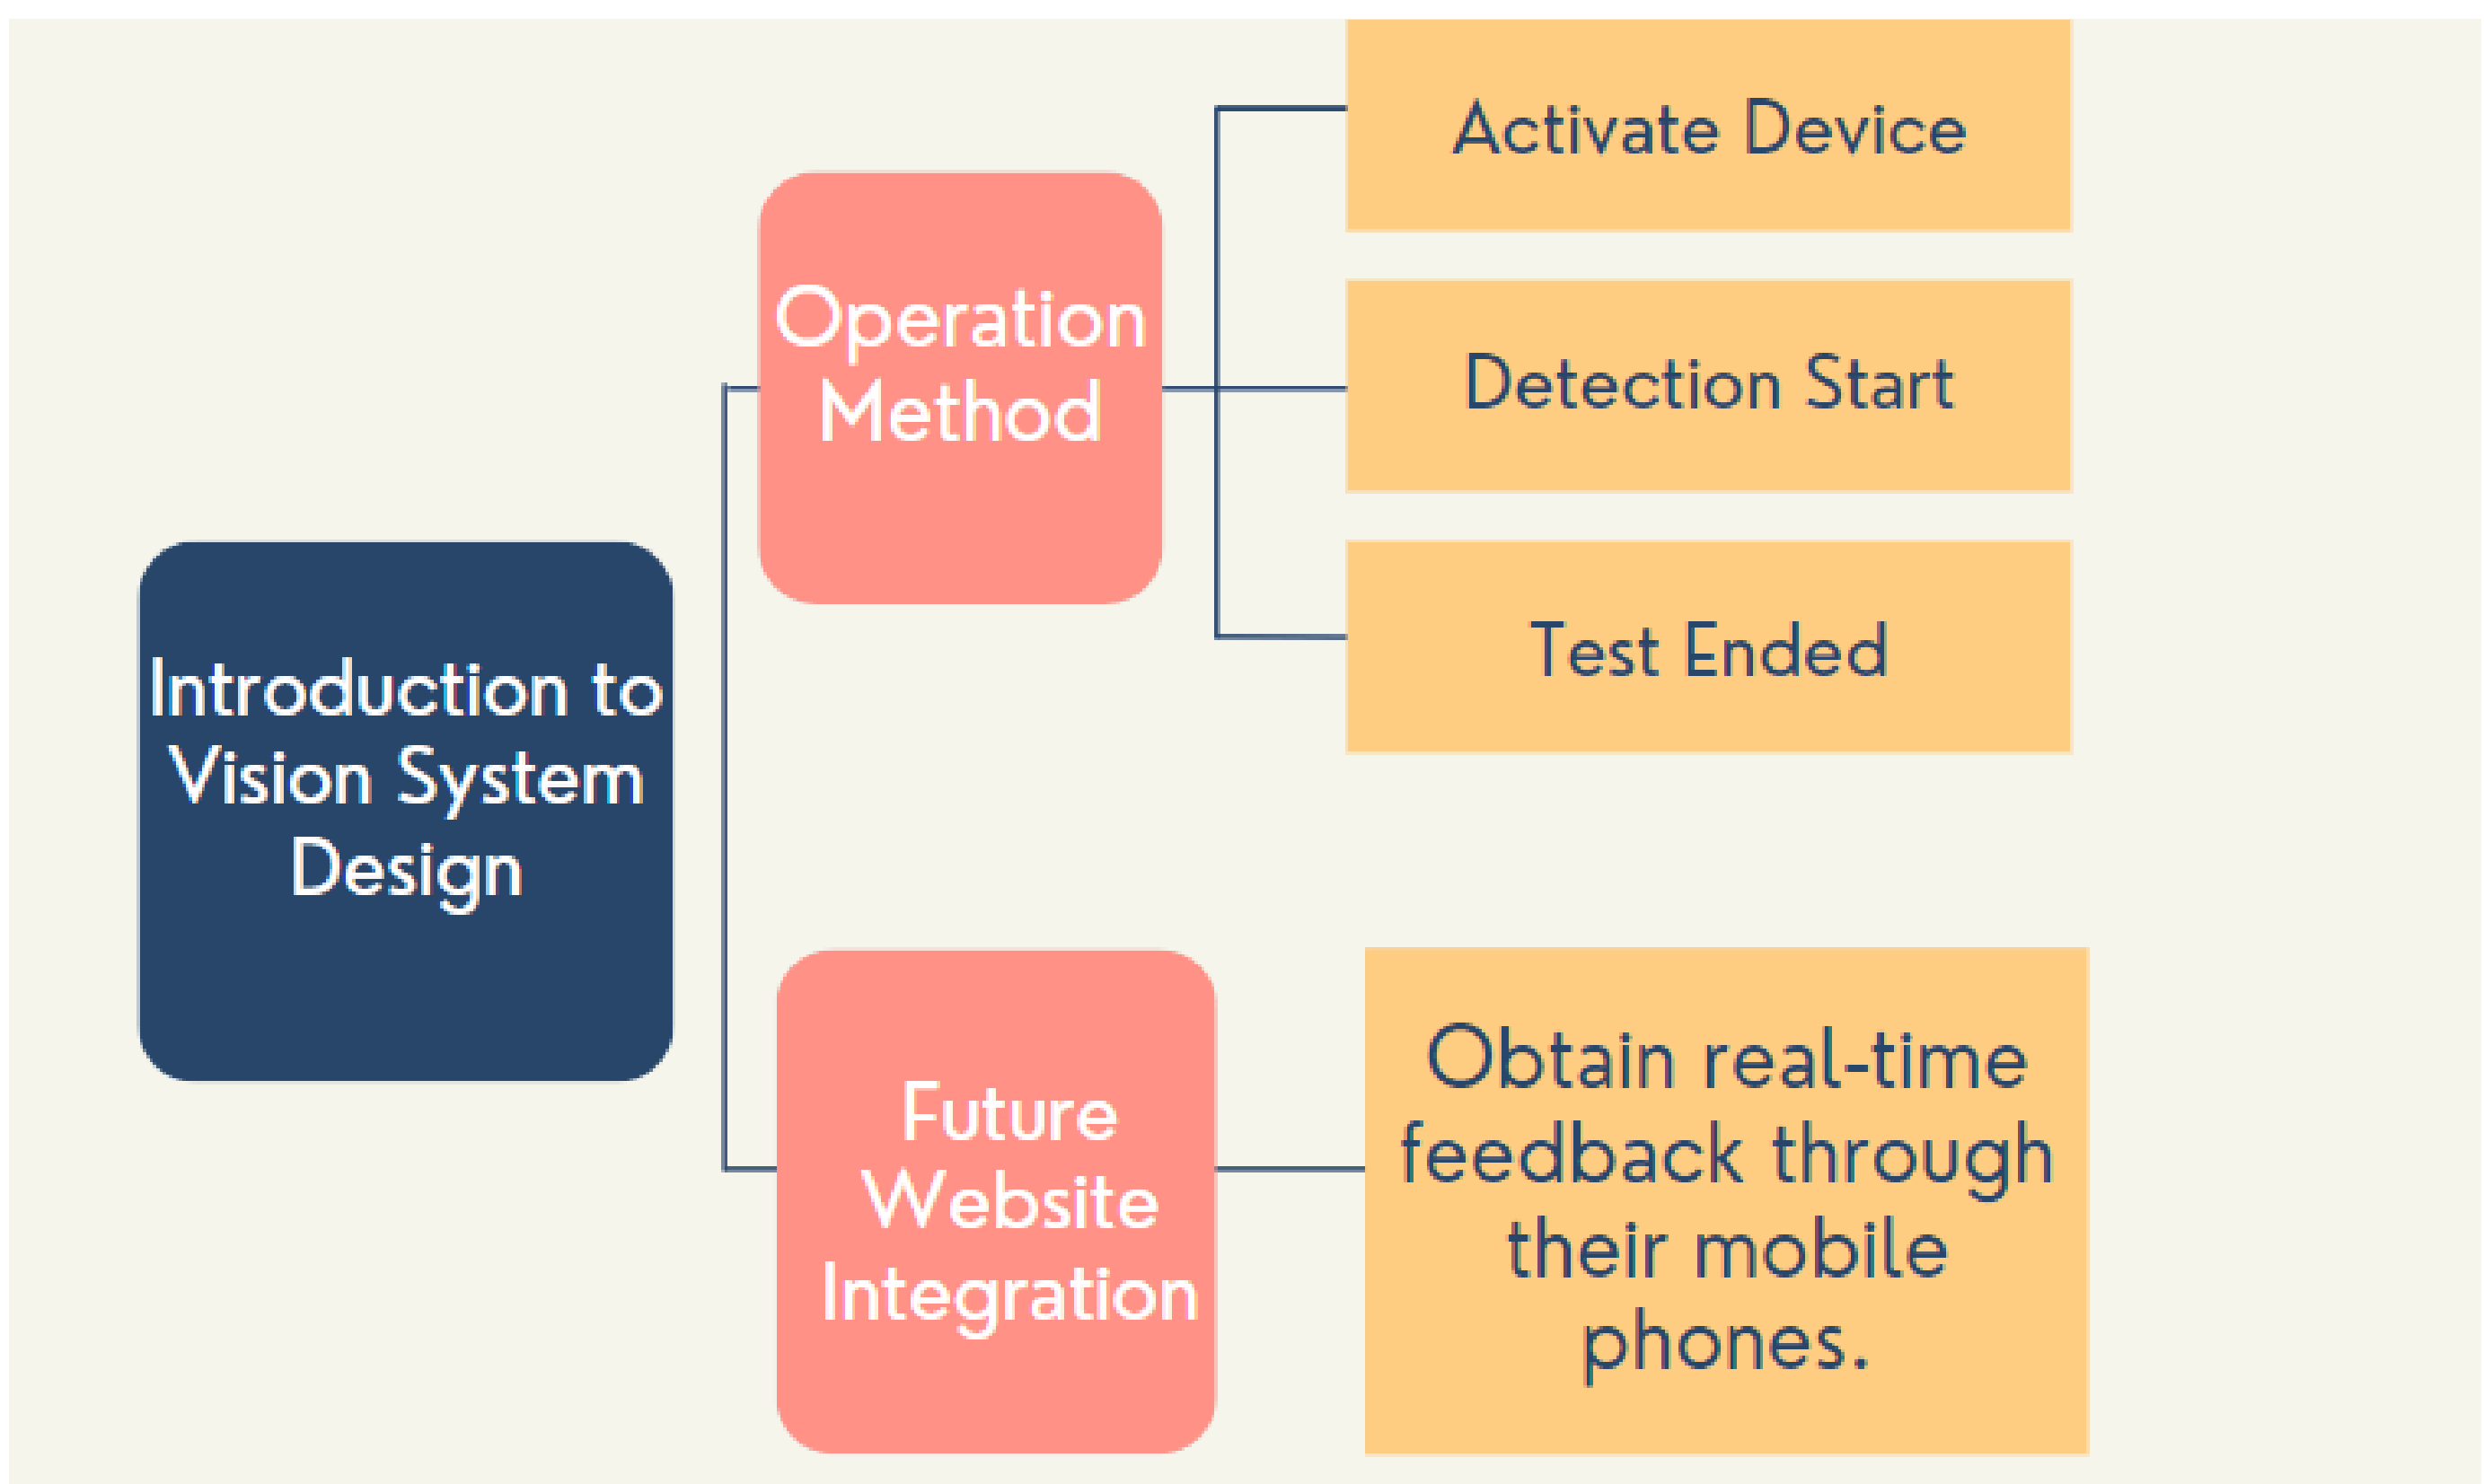 Introduction to
Vision System
Design
Operation
Method
Activate Device
Detection Start
Test Ended
Future
Website
Integration
Obtain real-time
feedback through
their mobile
phones.